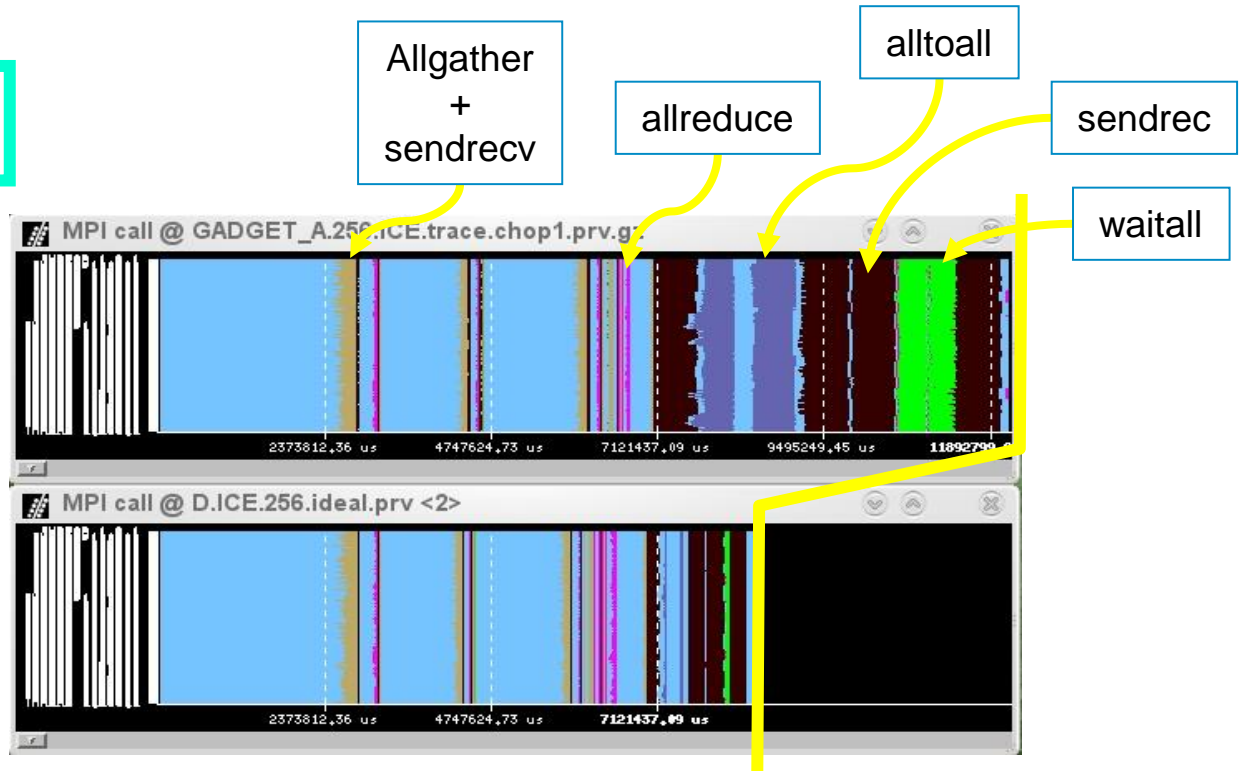 Allgather
+
sendrecv
allreduce
alltoall
sendrec
waitall
MPI call @ GADGET_A.256.ICE.trace.chop1.prv.gz
2373812,36 us
4747624,73 us
7121437,09 us
9495249,45 us
MPI call @ D.ICE.256.ideal.prv <2>
2373812,36 us
4747624,73 us
7121437,09 us